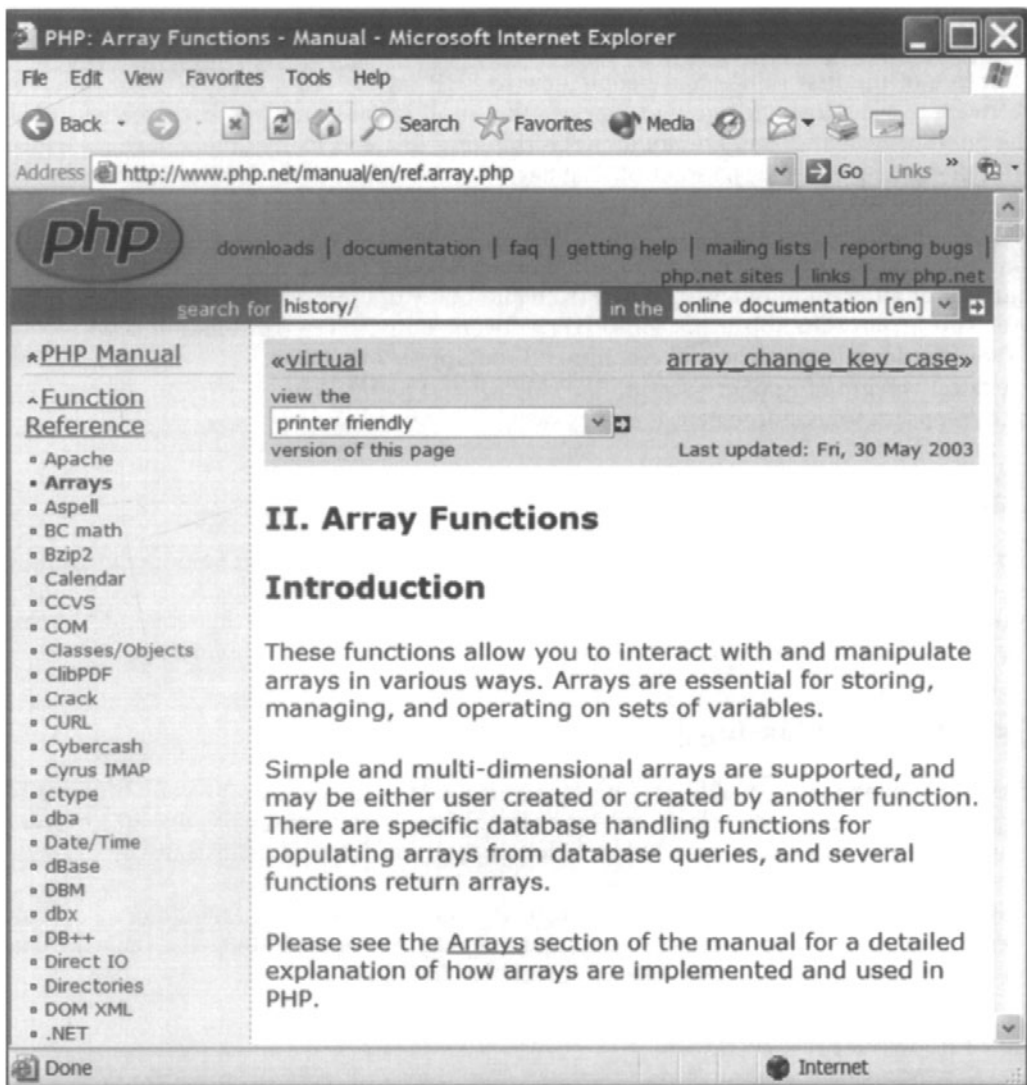 PHP: Array Functions - Manual - Microsoft Internet Explorer
File Edit View Favorites Tools Help
Back Search Favorites Media
Address http://www.php.net/manual/en/ref.array.php Go Links »
php
downloads | documentation | faq | getting help | mailing lists | reporting bugs |
php.net sites | links | my php.net
search for history/ in the online documentation [en]
PHP Manual
Function
Reference
Apache
Arrays
Aspell
BC math
Bzip2
Calendar
CCVS
COM
Classes/Objects
ClibPDF
Crack
CURL
Cybercash
Cyrus IMAP
ctype
dba
Date/Time
dBase
DBM
dbx
DB++
Direct IO
Directories
DOM XML
.NET
«virtual array_change_key_case»
view the
printer friendly
version of this page Last updated: Fri, 30 May 2003
II. Array Functions
Introduction
These functions allow you to interact with and manipulate
arrays in various ways. Arrays are essential for storing,
managing, and operating on sets of variables.
Simple and multi-dimensional arrays are supported, and
may be either user created or created by another function.
There are specific database handling functions for
populating arrays from database queries, and several
functions return arrays.
Please see the Arrays section of the manual for a detailed
explanation of how arrays are implemented and used in
PHP.
Done Internet